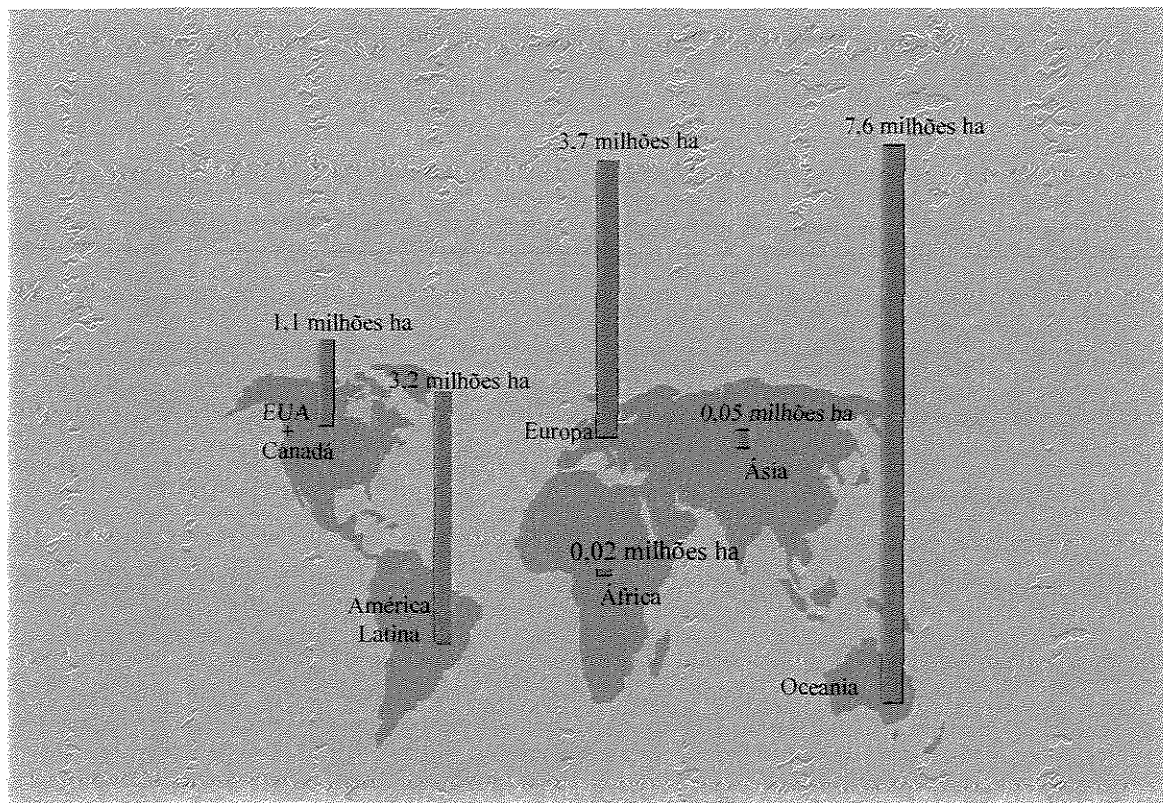 7,6 milhões ha
3,7 milhões ha
1,1 milhões ha
3,2 milhões ha
EUA
+
Canadá
Europa
0,05 milhões ha
Ásia
0,02 milhões ha
África
América
Latina
Oceania